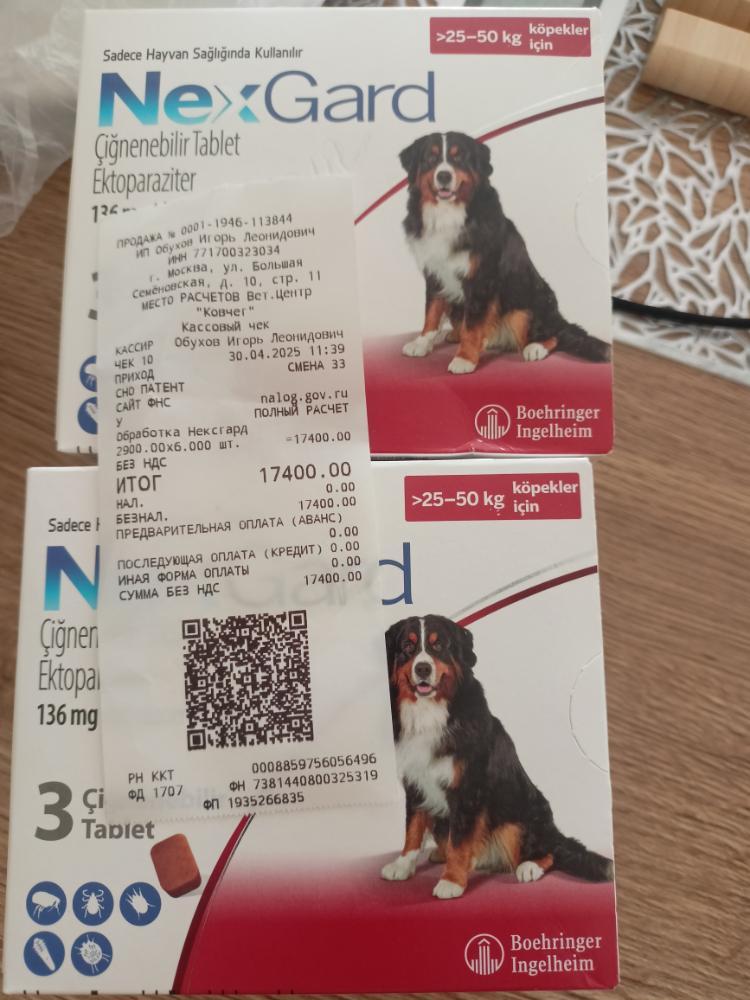 >25–50 kg köpekler için
Sadece Hayvan Sağlığında Kullanılır
NexGard
Çiğnenebilir Tablet
Ektoparaziter
136
ПРОДАЖА № 0001-1946-113844
ИП Обухов Игорь Леонидович
ИНН 771700323034
г. Москва, ул. Большая
Семёновская, д. 10, стр. 11
МЕСТО РАСЧЕТОВ Вет.Центр
"Ковчег"
Кассовый чек
КАССИР Обухов Игорь Леонидович
ЧЕК 10 30.04.2025 11:39
ПРИХОД СМЕНА 33
СНО ПАТЕНТ
САЙТ ФНС nalog.gov.ru
У ПОЛНЫЙ РАСЧЕТ
Обработка Нексгард
2900.00х6.000 шт. =17400.00
БЕЗ НДС
ИТОГ 17400.00
НАЛ. 0.00
БЕЗНАЛ. 17400.00
ПРЕДВАРИТЕЛЬНАЯ ОПЛАТА (АВАНС)
0.00
ПОСЛЕДУЮЩАЯ ОПЛАТА (КРЕДИТ) 0.00
ИНАЯ ФОРМА ОПЛАТЫ 0.00
СУММА БЕЗ НДС 17400.00
РН ККТ 0008859756056496
ФД 1707 ФН 7381440800325319
ФП 1935266835
Boehringer
Ingelheim
>25–50 kg köpekler için
Sadece
N Gard
Çiğnen
Ektopa
136 mg
3 Çiğnenebilir
Tablet
Boehringer
Ingelheim